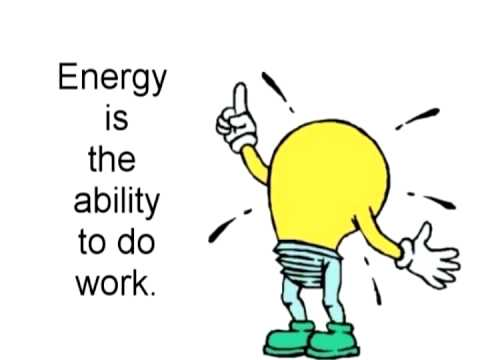 Energy
is
the
ability
to do
work.